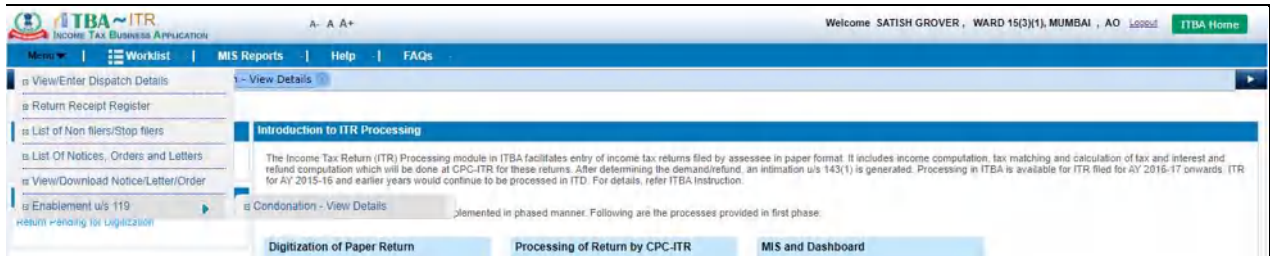 ITBA~ITR
INCOME TAX BUSINESS APPLICATION
A- A A+
Welcome SATISH GROVER , WARD 15(3)(1), MUMBAI , AO Logout ITBA Home
Menu | Worklist | MIS Reports | Help | FAQs
View/Enter Dispatch Details
– View Details
Return Receipt Register
List of Non filers/Stop filers
Introduction to ITR Processing
List Of Notices, Orders and Letters
The Income Tax Return (ITR) Processing module in ITBA facilitates entry of income tax returns filed by assessee in paper format. It includes income computation, tax matching and calculation of tax and interest and
refund computation which will be done at CPC-ITR for these returns. After determining the demand/refund, an intimation u/s 143(1) is generated. Processing in ITBA is available for ITR filed for AY 2016-17 onwards. ITR
for AY 2015-16 and earlier years would continue to be processed in ITD. For details, refer ITBA Instruction.
View/Download Notice/Letter/Order
Enablement u/s 119
Condonation - View Details
plemented in phased manner. Following are the processes provided in first phase.
Return Pending for Digitization
Digitization of Paper Return
Processing of Return by CPC-ITR
MIS and Dashboard